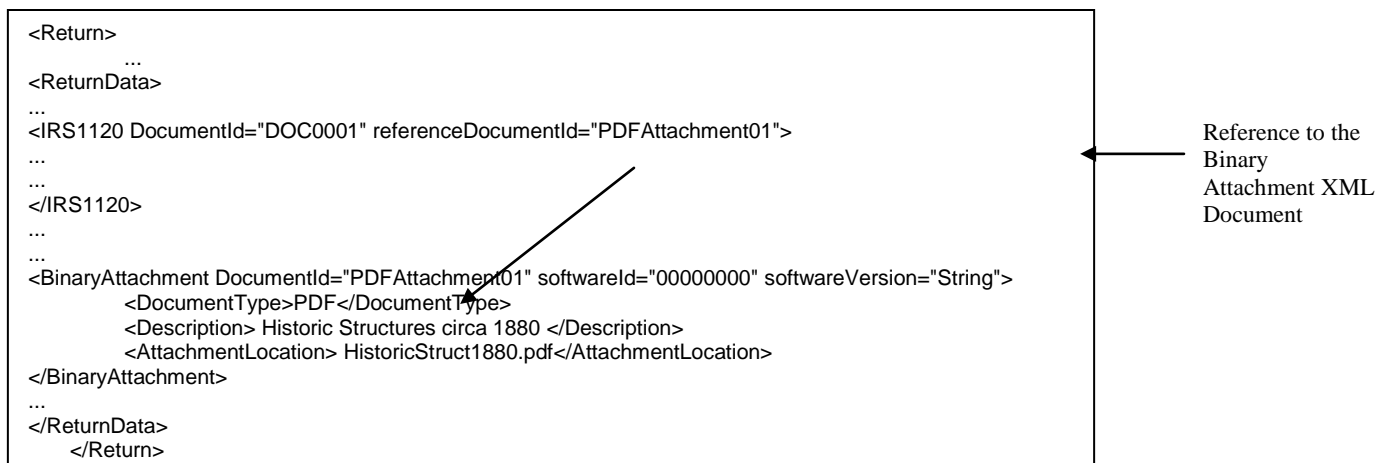 <Return>
...
<ReturnData>
...
<IRS1120 DocumentId="DOC0001" referenceDocumentId="PDFAttachment01">
...
...
</IRS1120>
...
...
<BinaryAttachment DocumentId="PDFAttachment01" softwareId="00000000" softwareVersion="String">
<DocumentType>PDF</DocumentType>
<Description> Historic Structures circa 1880 </Description>
<AttachmentLocation> HistoricStruct1880.pdf</AttachmentLocation>
</BinaryAttachment>
...
</ReturnData>
</Return>
Reference to the
Binary
Attachment XML
Document